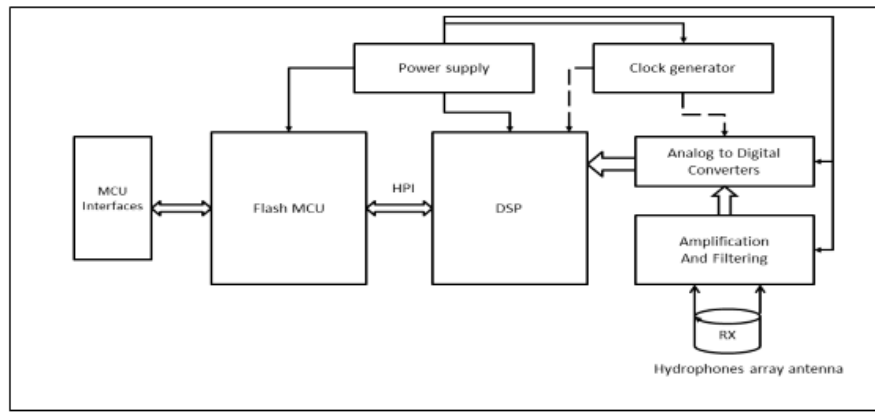 Power supply
Clock generator
MCU
Interfaces
Flash MCU
HPI
DSP
Analog to Digital
Converters
Amplification
And Filtering
RX
Hydrophones array antenna